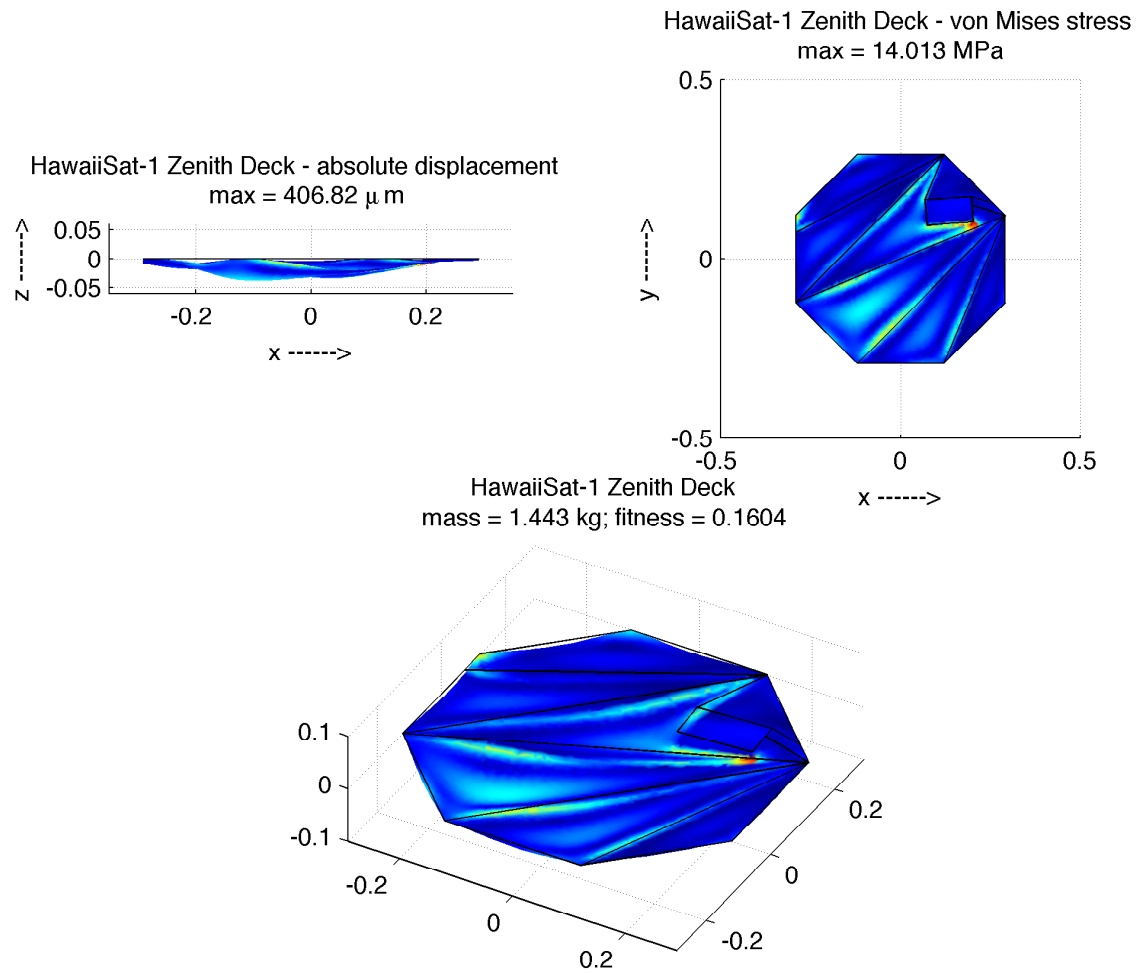 HawaiiSat-1 Zenith Deck - von Mises stress
max = 14.013 MPa
0.5
0
-0.5
y ------>
-0.5
0
0.5
x ------>
HawaiiSat-1 Zenith Deck - absolute displacement
max = 406.82 μ m
z ------>
0.05
0
-0.05
-0.2
0
0.2
x ------>
HawaiiSat-1 Zenith Deck
mass = 1.443 kg; fitness = 0.1604
0.1
0
-0.1
-0.2
0
0.2
-0.2
0
0.2